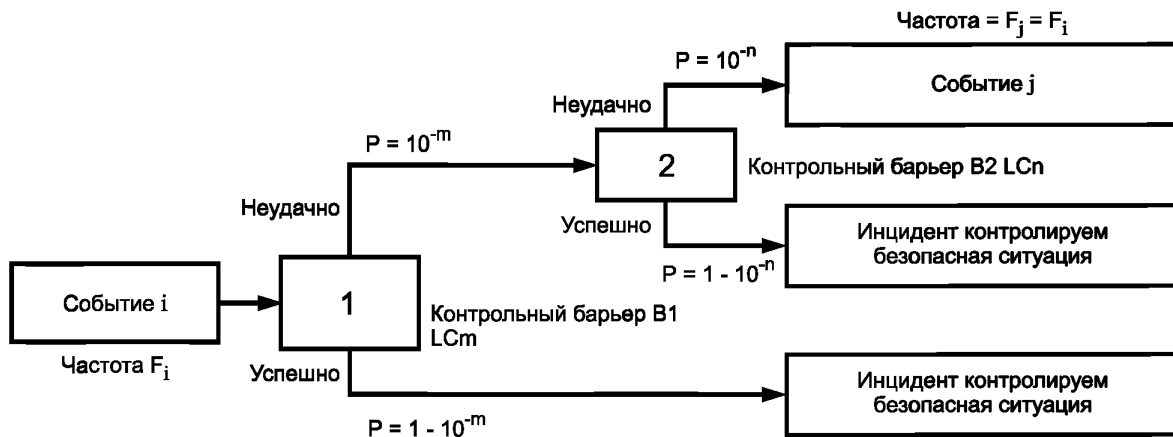 Частота = Fj = Fi
P = 10^-n
Событие j
Неудачно
P = 10^-m
2
Контрольный барьер B2 LCn
Неудачно
Успешно
Инцидент контролируем
безопасная ситуация
P = 1 - 10^-n
Событие i
1
Контрольный барьер B1
LCm
Частота Fi
Успешно
Инцидент контролируем
безопасная ситуация
P = 1 - 10^-m